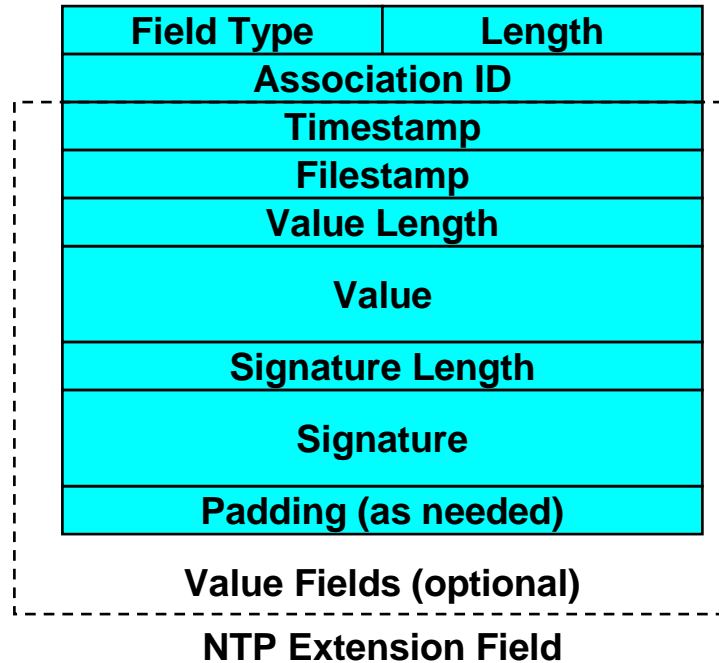 Field Type Length
Association ID
Timestamp
Filestamp
Value Length
Value
Signature Length
Signature
Padding (as needed)
Value Fields (optional)
NTP Extension Field